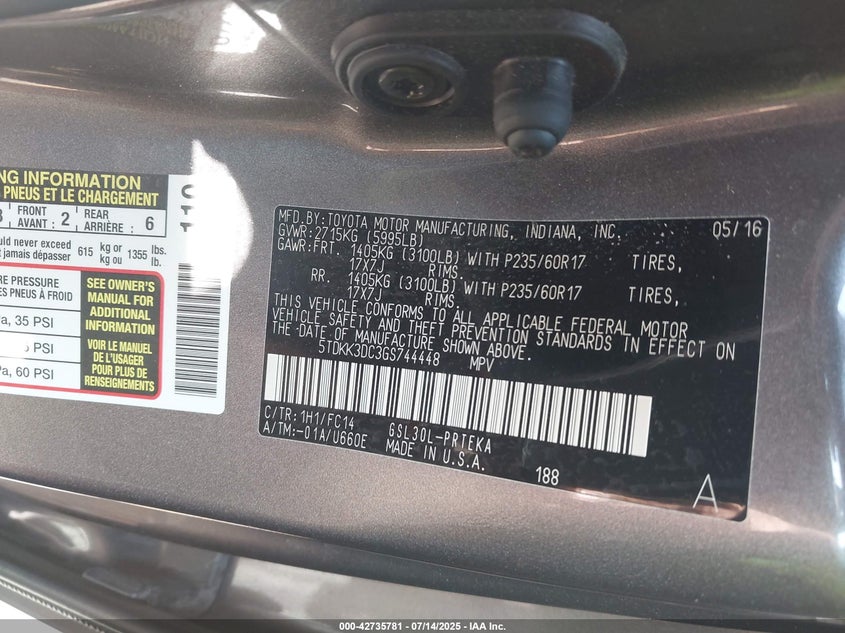 NG INFORMATION
PNEUS ET LE CHARGEMENT
FRONT AVANT : 2 REAR ARRIÈRE : 6
ould never exceed 615 kg or 1355 lbs.
t jamais dépasser kg ou lb.
110
RE PRESSURE
ES PNEUS À FROID
a, 35 PSI
PSI
Pa, 60 PSI
SEE OWNER'S
MANUAL FOR
ADDITIONAL
INFORMATION
VOIR LE MANUEL
DE L'USAGER
POUR PLUS DE
RENSEIGNEMENTS
MFD.BY:TOYOTA MOTOR MANUFACTURING, INDIANA, INC. 05/16
GVWR:2715KG (5995LB)
GAWR:FRT. 1405KG (3100LB) WITH P235/60R17 TIRES,
17X7J RIMS.
RR. 1405KG (3100LB) WITH P235/60R17 TIRES,
17X7J RIMS.
THIS VEHICLE CONFORMS TO ALL APPLICABLE FEDERAL MOTOR
VEHICLE SAFETY AND THEFT PREVENTION STANDARDS IN EFFECT ON
THE DATE OF MANUFACTURE SHOWN ABOVE.
5TDKK3DC3GS744448 MPV
C/TR:1H1/FC14 GSL30L-PRTEKA
A/TM:-01A/U660E MADE IN U.S.A.
188
A
000-42735781 - 07/14/2025 - IAA Inc.